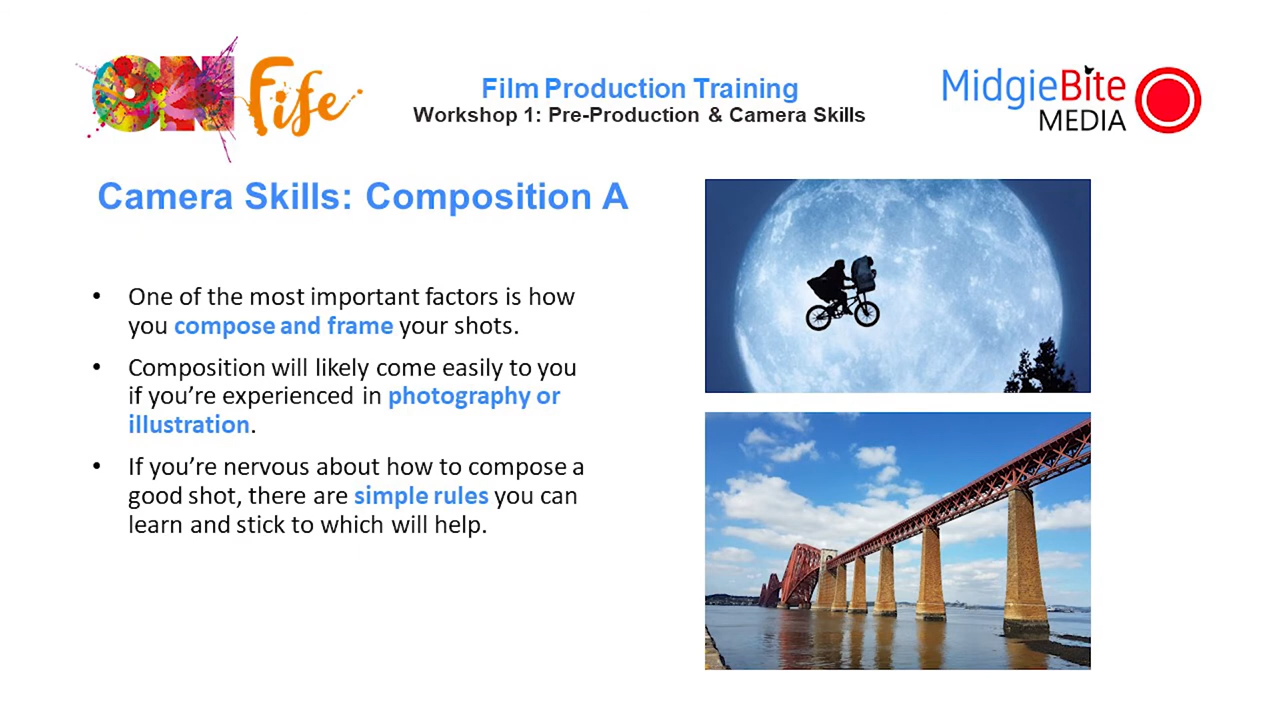 ON Fife
Film Production Training
Workshop 1: Pre-Production & Camera Skills
MidgieBite
MEDIA
Camera Skills: Composition A
• One of the most important factors is how
you compose and frame your shots.
• Composition will likely come easily to you
if you’re experienced in photography or
illustration.
• If you’re nervous about how to compose a
good shot, there are simple rules you can
learn and stick to which will help.